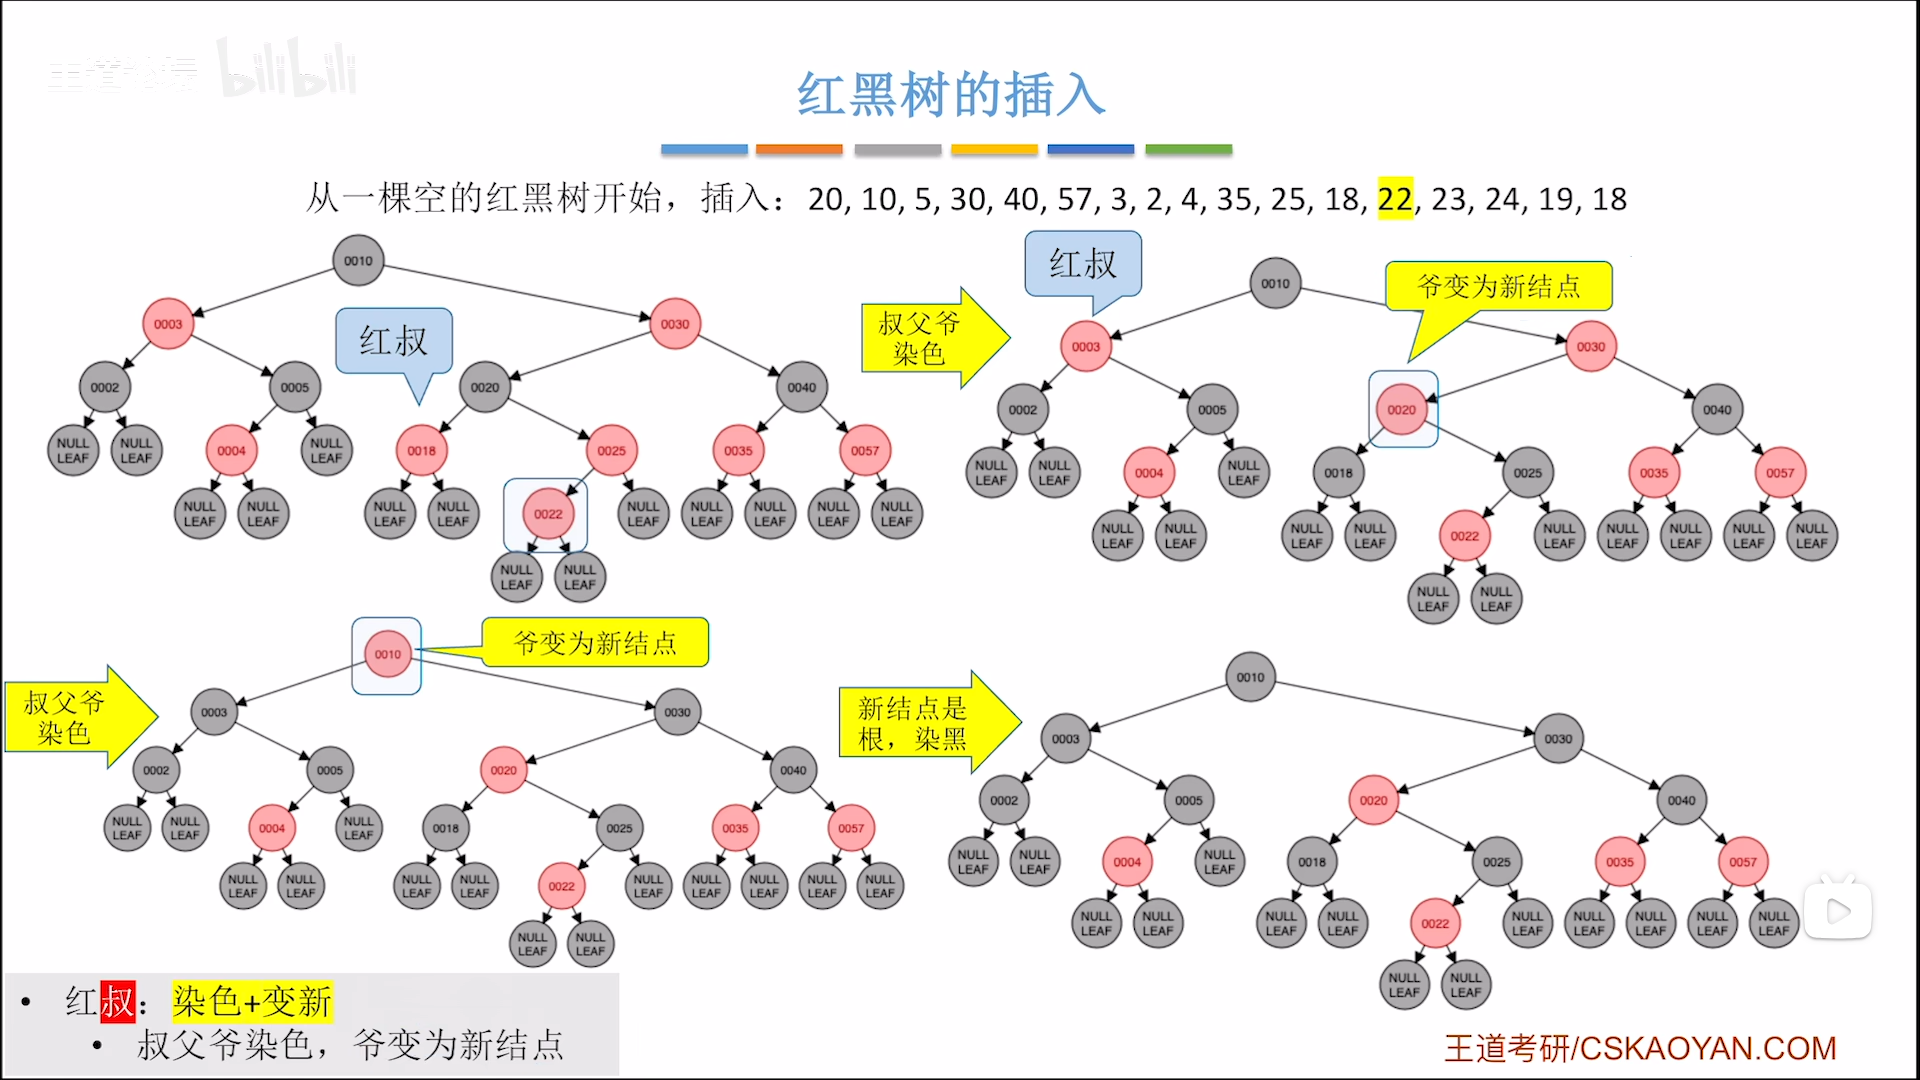 王道论坛 bilibili
红黑树的插入
从一棵空的红黑树开始，插入：20, 10, 5, 30, 40, 57, 3, 2, 4, 35, 25, 18, 22, 23, 24, 19, 18
0010
0003
0030
红叔
0002
0005
0020
0040
NULL LEAF
NULL LEAF
0004
NULL LEAF
0018
0025
0035
0057
NULL LEAF
NULL LEAF
NULL LEAF
NULL LEAF
0022
NULL LEAF
NULL LEAF
NULL LEAF
NULL LEAF
NULL LEAF
NULL LEAF
NULL LEAF
叔父爷
染色
红叔
0010
爷变为新结点
0003
0030
0002
0005
0020
0040
NULL LEAF
NULL LEAF
0004
NULL LEAF
0018
0025
0035
0057
NULL LEAF
NULL LEAF
NULL LEAF
NULL LEAF
0022
NULL LEAF
NULL LEAF
NULL LEAF
NULL LEAF
NULL LEAF
NULL LEAF
NULL LEAF
叔父爷
染色
0010
爷变为新结点
0003
0030
0002
0005
0020
0040
NULL LEAF
NULL LEAF
0004
NULL LEAF
0018
0025
0035
0057
NULL LEAF
NULL LEAF
NULL LEAF
NULL LEAF
0022
NULL LEAF
NULL LEAF
NULL LEAF
NULL LEAF
NULL LEAF
NULL LEAF
NULL LEAF
新结点是
根，染黑
0010
0003
0030
0002
0005
0020
0040
NULL LEAF
NULL LEAF
0004
NULL LEAF
0018
0025
0035
0057
NULL LEAF
NULL LEAF
NULL LEAF
NULL LEAF
0022
NULL LEAF
NULL LEAF
NULL LEAF
NULL LEAF
NULL LEAF
NULL LEAF
NULL LEAF
• 红叔：染色+变新
• 叔父爷染色，爷变为新结点
王道考研/CSKAOYAN.COM